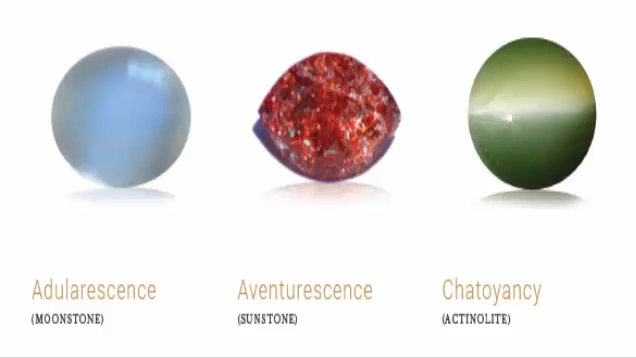 Adularescence
(MOONSTONE)
Aventurescence
(SUNSTONE)
Chatoyancy
(ACTINOLITE)